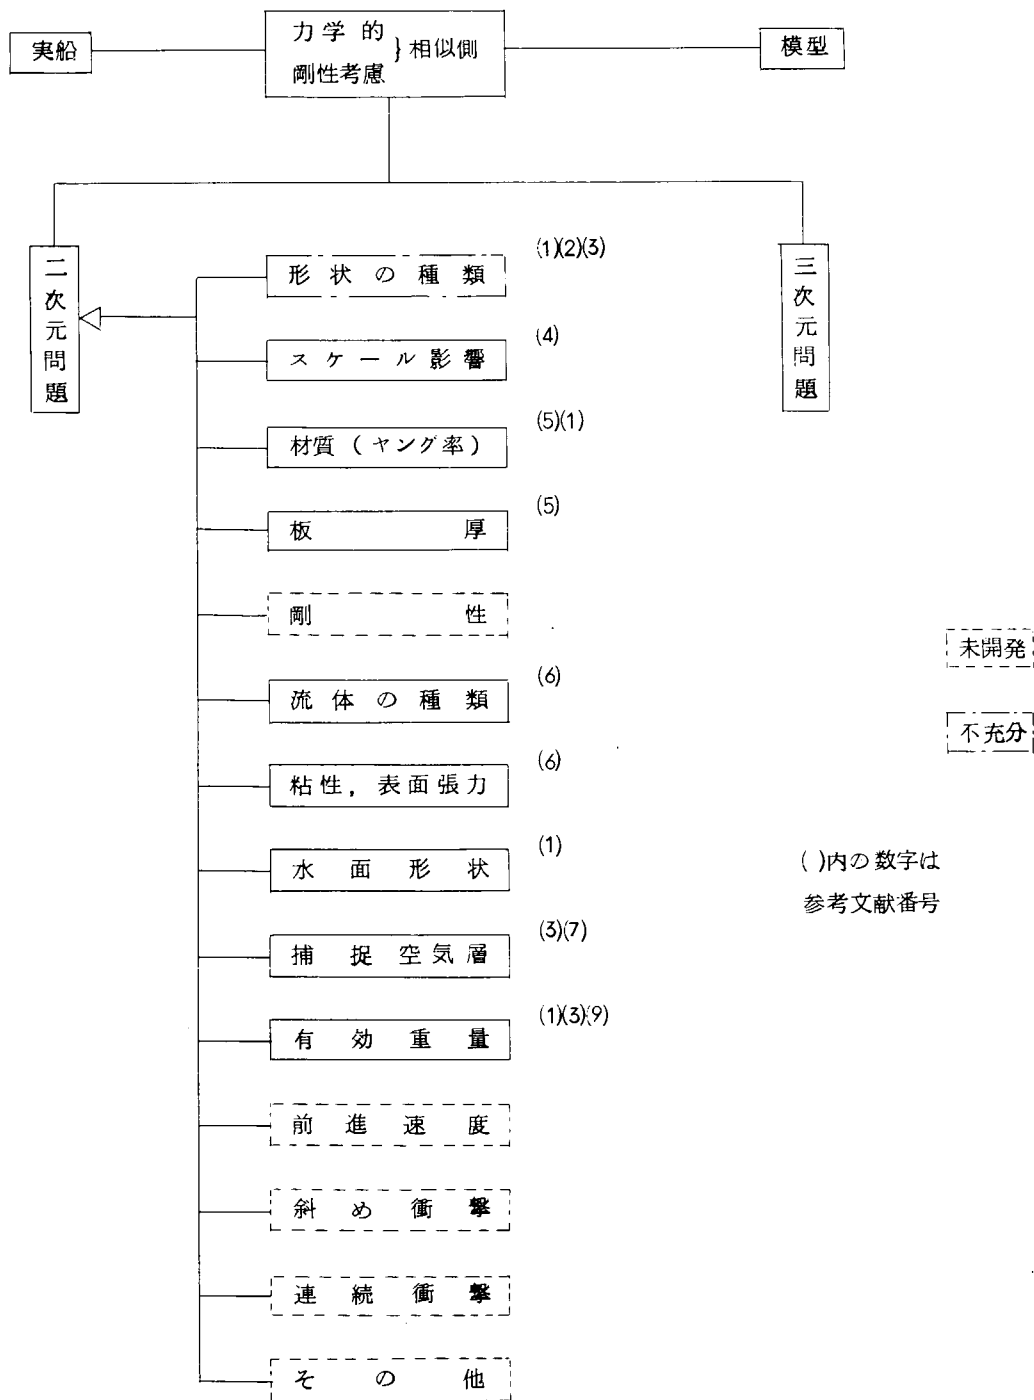 実船
力学的
剛性考慮
}相似側
模型
二次元問題
三次元問題
形状の種類 (1)(2)(3)
スケール影響 (4)
材質(ヤング率) (5)(1)
板厚 (5)
剛性
流体の種類 (6)
粘性,表面張力 (6)
水面形状 (1)
捕捉空気層 (3)(7)
有効重量 (1)(3)(9)
前進速度
斜め衝撃
連続衝撃
その他
未開発
不充分
( )内の数字は
参考文献番号